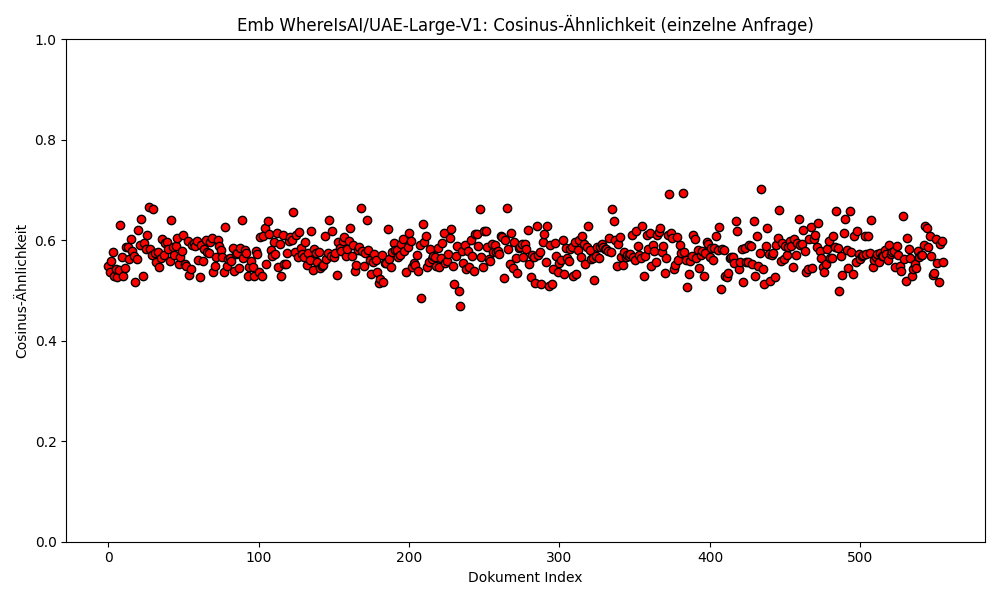 Emb WhereIsAI/UAE-Large-V1: Cosinus-Ähnlichkeit (einzelne Anfrage)
Cosinus-Ähnlichkeit
1.0
0.8
0.6
0.4
0.2
0.0
0 100 200 300 400 500
Dokument Index